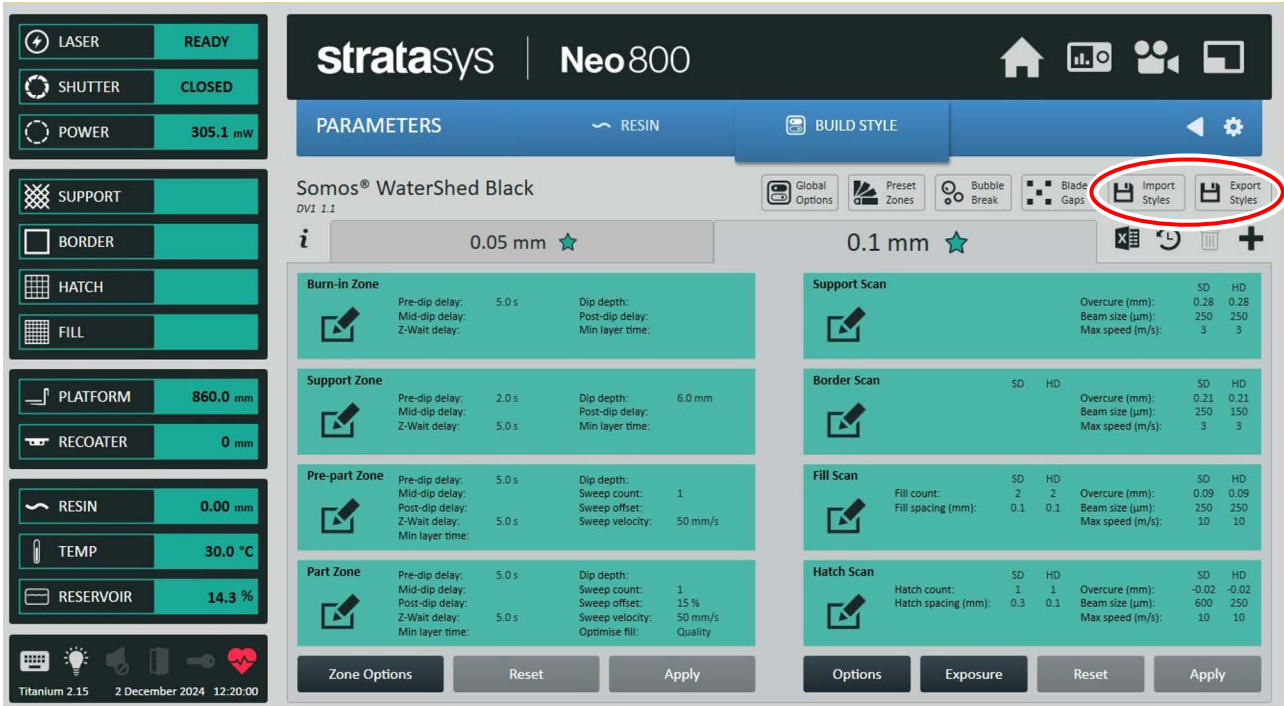 LASER READY
SHUTTER CLOSED
POWER 305.1 mW
SUPPORT
BORDER
HATCH
FILL
PLATFORM 860.0 mm
RECOATER 0 mm
RESIN 0.00 mm
TEMP 30.0 °C
RESERVOIR 14.3 %
Titanium 2.15 2 December 2024 12:20:00
stratasys | Neo800
PARAMETERS RESIN BUILD STYLE
Somos® WaterShed Black
DV1 1.1
Global Options
Preset Zones
Bubble Break
Blade Gaps
Import Styles
Export Styles
i 0.05 mm 0.1 mm
Burn-in Zone
Pre-dip delay: 5.0 s Dip depth:
Mid-dip delay: Post-dip delay:
Z-Wait delay: Min layer time:
Support Zone
Pre-dip delay: 2.0 s Dip depth: 6.0 mm
Mid-dip delay: Post-dip delay:
Z-Wait delay: 5.0 s Min layer time:
Pre-part Zone
Pre-dip delay: 5.0 s Dip depth:
Mid-dip delay: Sweep count: 1
Post-dip delay: Sweep offset:
Z-Wait delay: 5.0 s Sweep velocity: 50 mm/s
Min layer time:
Part Zone
Pre-dip delay: 5.0 s Dip depth:
Mid-dip delay: Sweep count: 1
Post-dip delay: Sweep offset: 15 %
Z-Wait delay: 5.0 s Sweep velocity: 50 mm/s
Min layer time: Optimise fill: Quality
Zone Options Reset Apply
Support Scan
SD HD
Overcure (mm): 0.28 0.28
Beam size (µm): 250 250
Max speed (m/s): 3 3
Border Scan
SD HD SD HD
Overcure (mm): 0.21 0.21
Beam size (µm): 250 150
Max speed (m/s): 3 3
Fill Scan
SD HD SD HD
Fill count: 2 2 Overcure (mm): 0.09 0.09
Fill spacing (mm): 0.1 0.1 Beam size (µm): 250 250
Max speed (m/s): 10 10
Hatch Scan
SD HD SD HD
Hatch count: 1 1 Overcure (mm): -0.02 -0.02
Hatch spacing (mm): 0.3 0.1 Beam size (µm): 600 250
Max speed (m/s): 10 10
Options Exposure Reset Apply